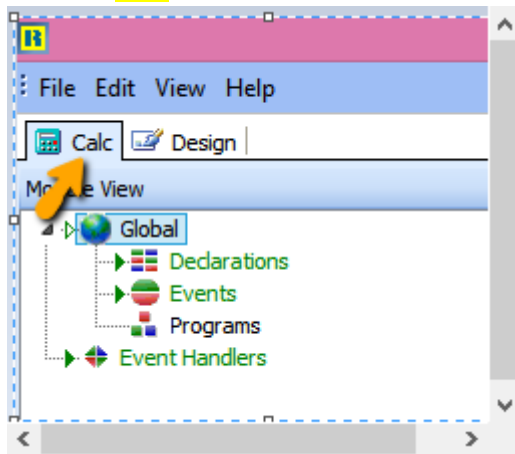 R
File Edit View Help
Calc Design
View
Global
Declarations
Events
Programs
Event Handlers